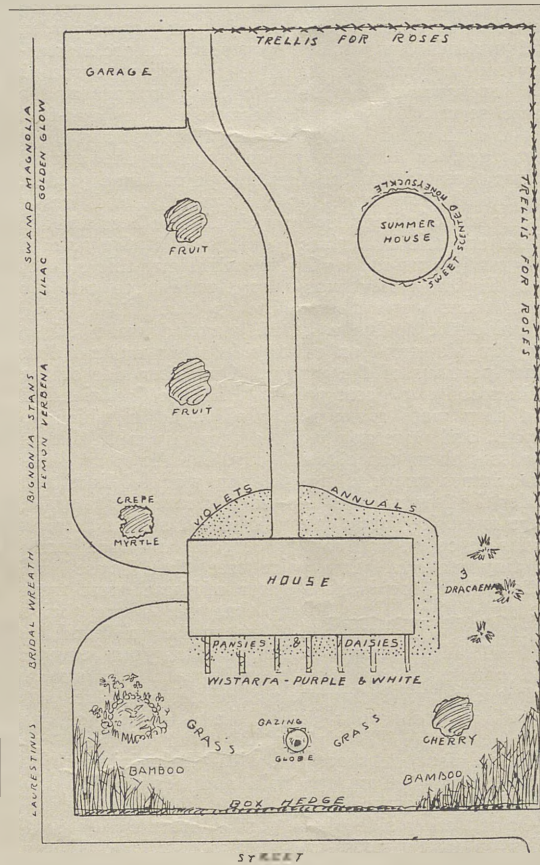 TRELLIS FOR ROSES
GARAGE
SWAMP MAGNOLIA
GOLDEN GLOW
LILAC
SWEET SCENTED HONEYSUCKLE
SUMMER
HOUSE
TRELLIS FOR ROSES
FRUIT
FRUIT
BIGNONIA STANS
LEMON VERBENA
CREPE
MYRTLE
VIOLETS
ANNUALS
HOUSE
3
DRACAENA
BRIDAL WREATH
PANSIES & DAISIES
WISTARIA - PURPLE & WHITE
LAURESTINUS
GRASS
GAZING
GLOBE
GRASS
CHERRY
BAMBOO
BAMBOO
BOX HEDGE
STREET